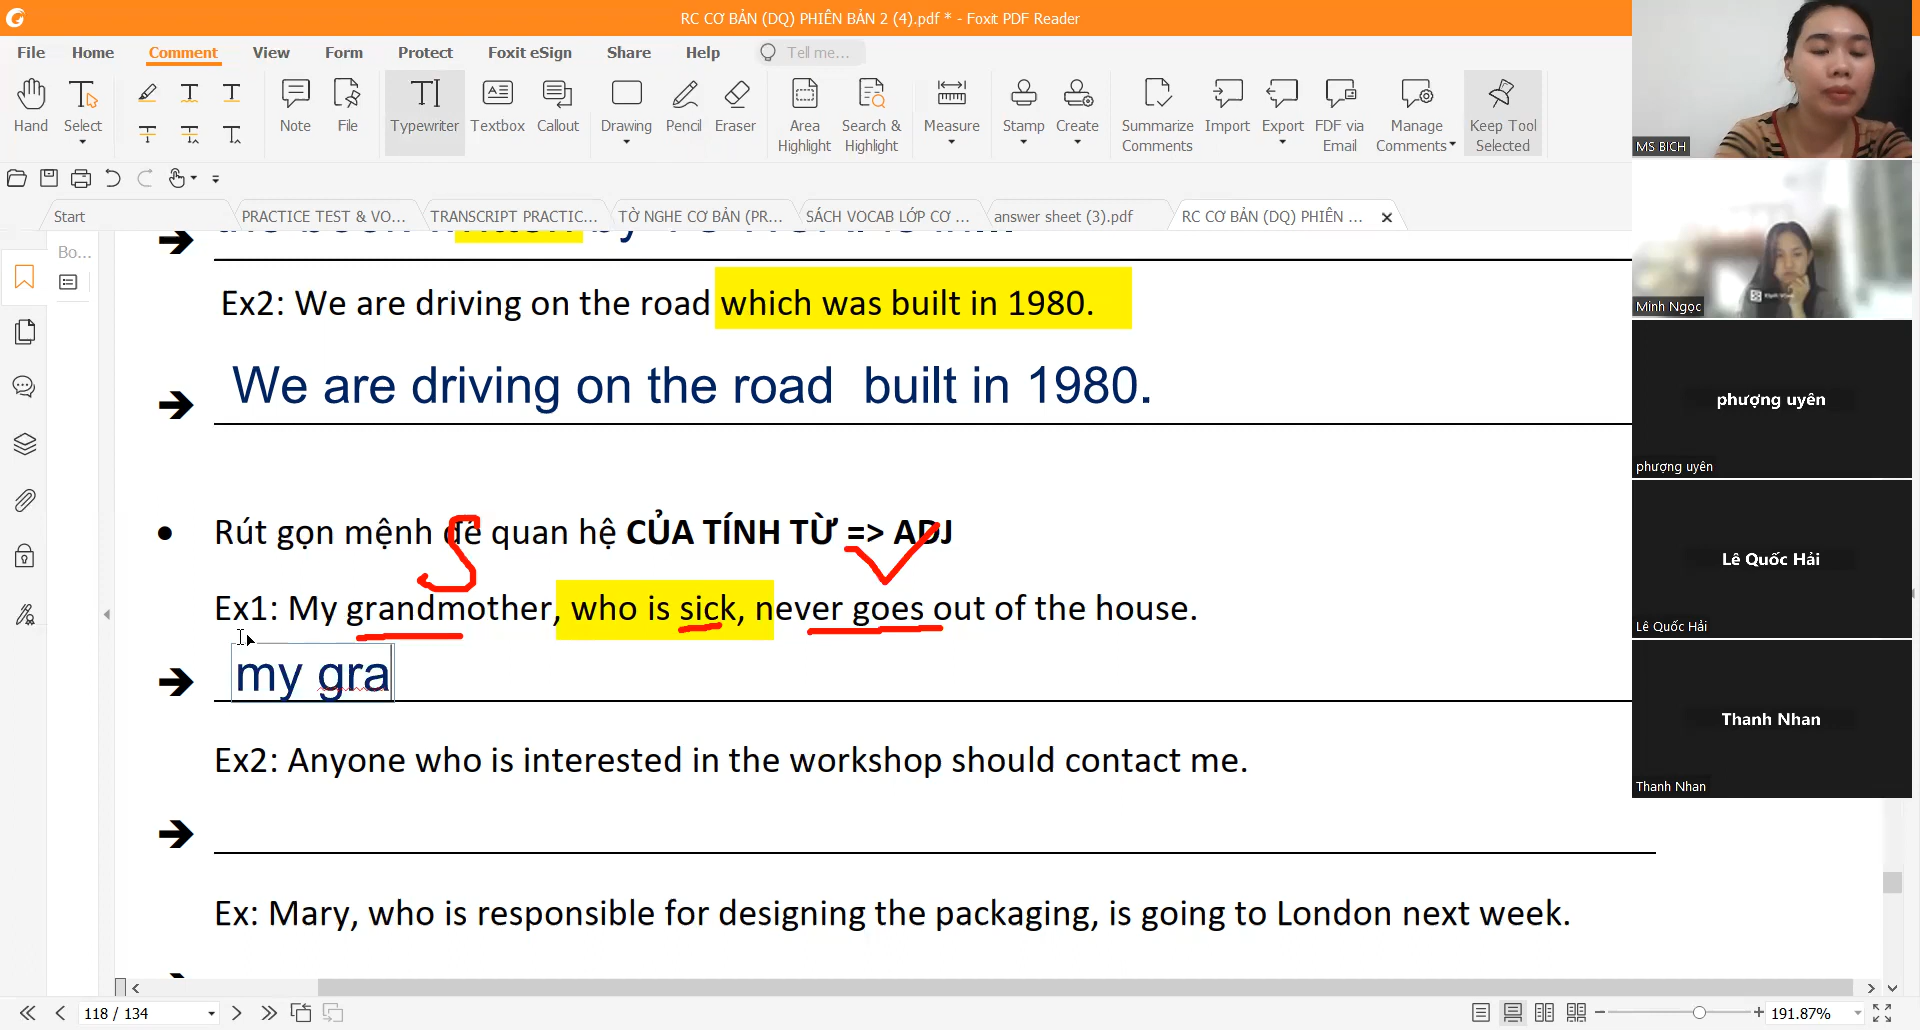 RC CƠ BẢN (DQ) PHIÊN BẢN 2 (4).pdf * - Foxit PDF Reader
File Home Comment View Form Protect Foxit eSign Share Help Tell me...
Hand Select Note File Typewriter Textbox Callout Drawing Pencil Eraser Area Highlight Search & Highlight Measure Stamp Create Summarize Comments Import Export FDF via Email Manage Comments Keep Tool Selected
Start PRACTICE TEST & VO... TRANSCRIPT PRACTIC... TỜ NGHE CƠ BẢN (PR... SÁCH VOCAB LỚP CƠ ... answer sheet (3).pdf RC CƠ BẢN (DQ) PHIÊN ...
Bo...
Ex2: We are driving on the road which was built in 1980.
We are driving on the road built in 1980.
Rút gọn mệnh đề quan hệ CỦA TÍNH TỪ => ADJ
S
Ex1: My grandmother, who is sick, never goes out of the house.
my gra
Ex2: Anyone who is interested in the workshop should contact me.
Ex: Mary, who is responsible for designing the packaging, is going to London next week.
118 / 134
191.87%
MS BICH
Minh Ngọc
phượng uyên
phượng uyên
Lê Quốc Hải
Lê Quốc Hải
Thanh Nhan
Thanh Nhan